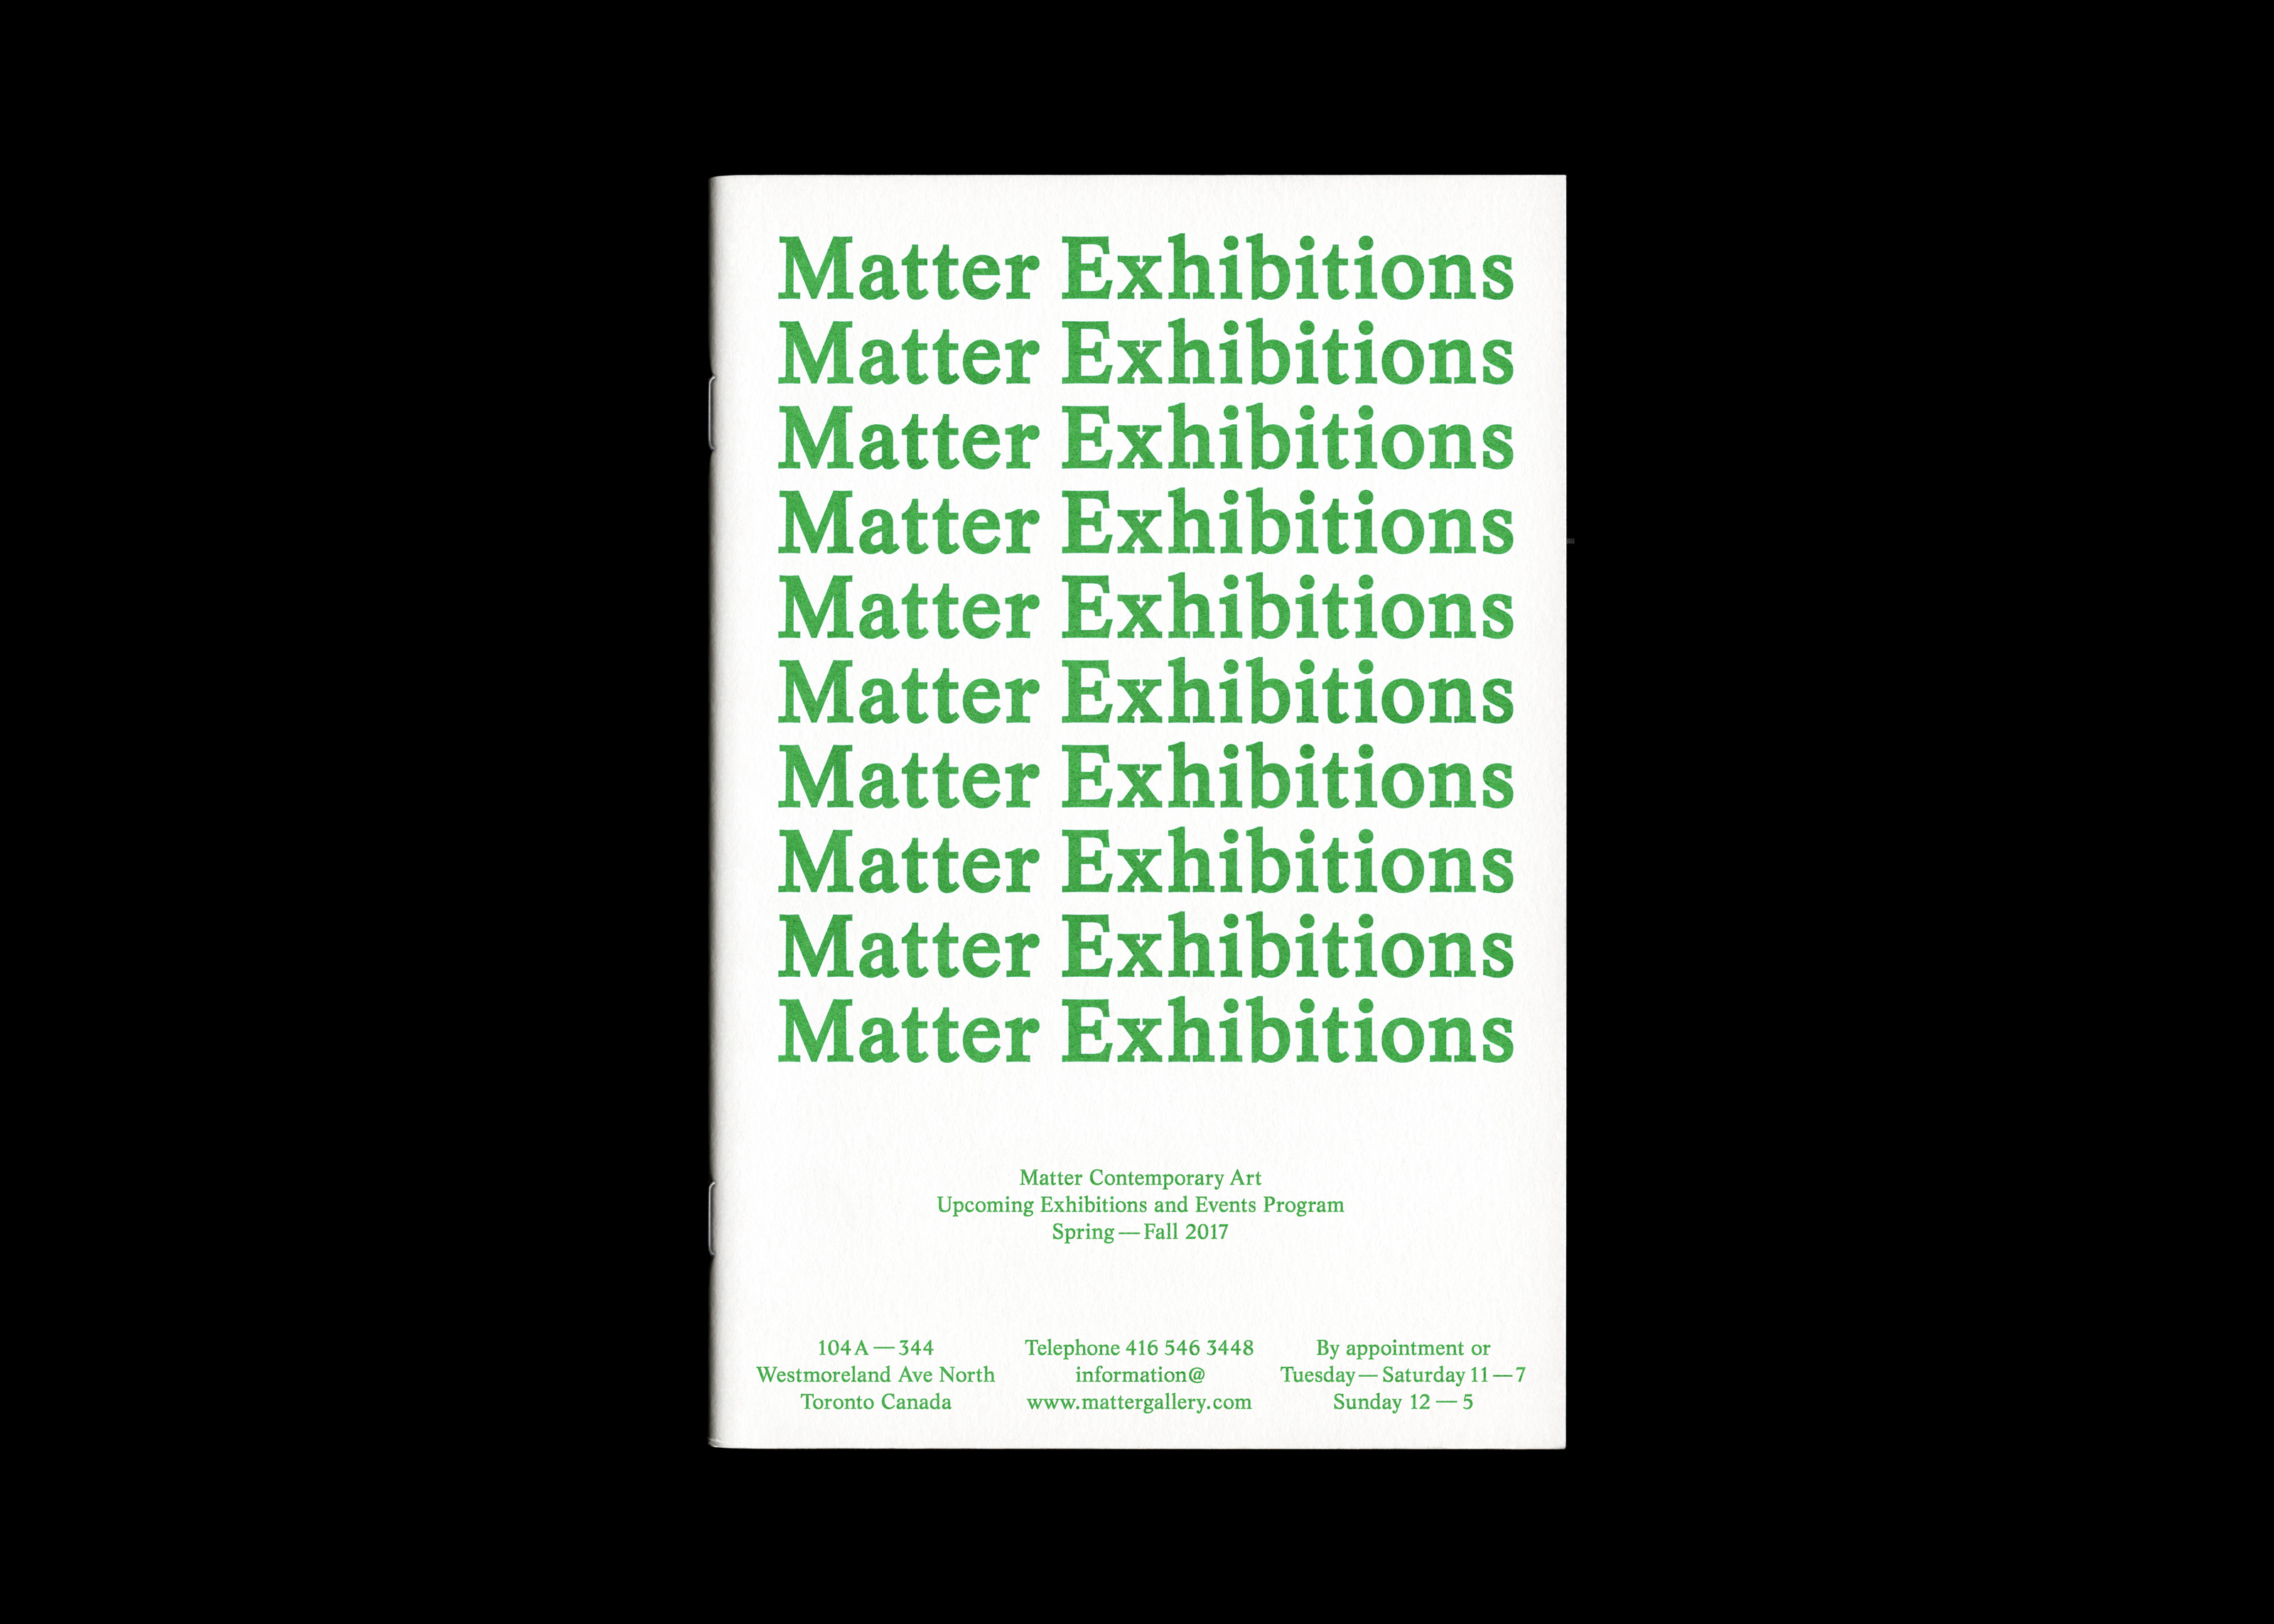 Matter Exhibitions
Matter Exhibitions
Matter Exhibitions
Matter Exhibitions
Matter Exhibitions
Matter Exhibitions
Matter Exhibitions
Matter Exhibitions
Matter Exhibitions
Matter Exhibitions
Matter Contemporary Art
Upcoming Exhibitions and Events Program
Spring — Fall 2017
104 A — 344
Westmoreland Ave North
Toronto Canada
Telephone 416 546 3448
information@
www.mattergallery.com
By appointment or
Tuesday — Saturday 11 — 7
Sunday 12 — 5